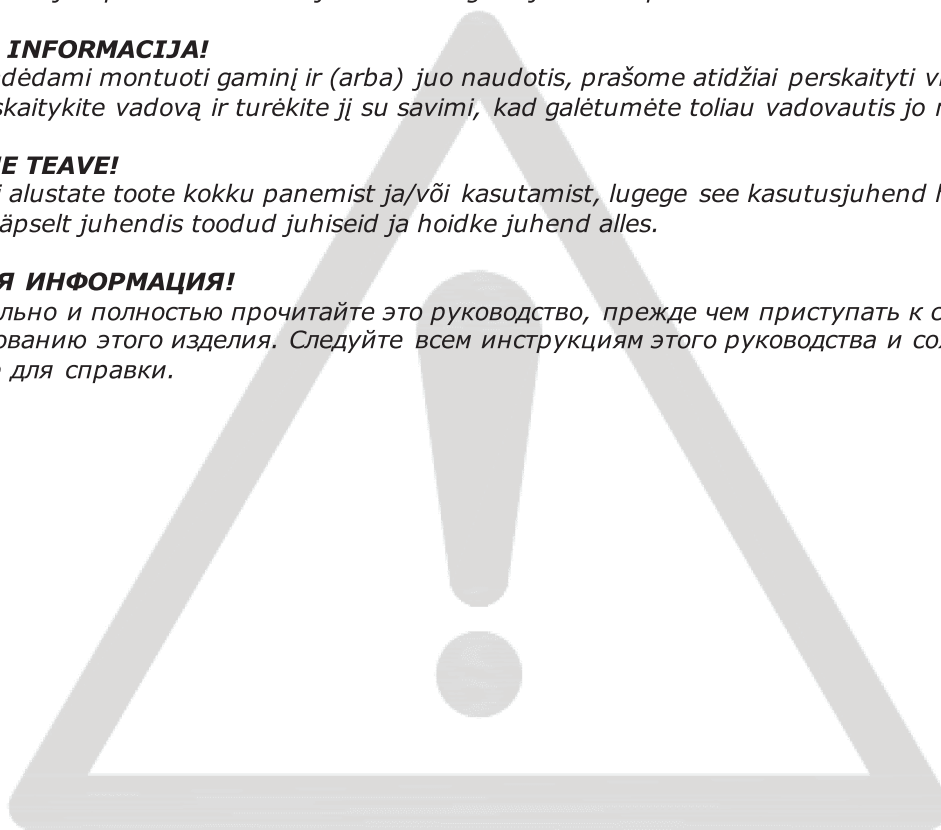 INFORMACIJA!
dėdami montuoti gaminį ir (arba) juo naudotis, prašome atidžiai perskaityti
skaitykite vadovą ir turėkite jį su savimi, kad galėtumėte toliau vadovautis jo
TEAVE!
alustate toote kokku panemist ja/või kasutamist, lugege see kasutusjuhend
äpselt juhendis toodud juhiseid ja hoidke juhend alles.
Я ИНФОРМАЦИЯ!
льно и полностью прочитайте это руководство, прежде чем приступать к
ованию этого изделия. Следуйте всем инструкциям этого руководства и
для справки.